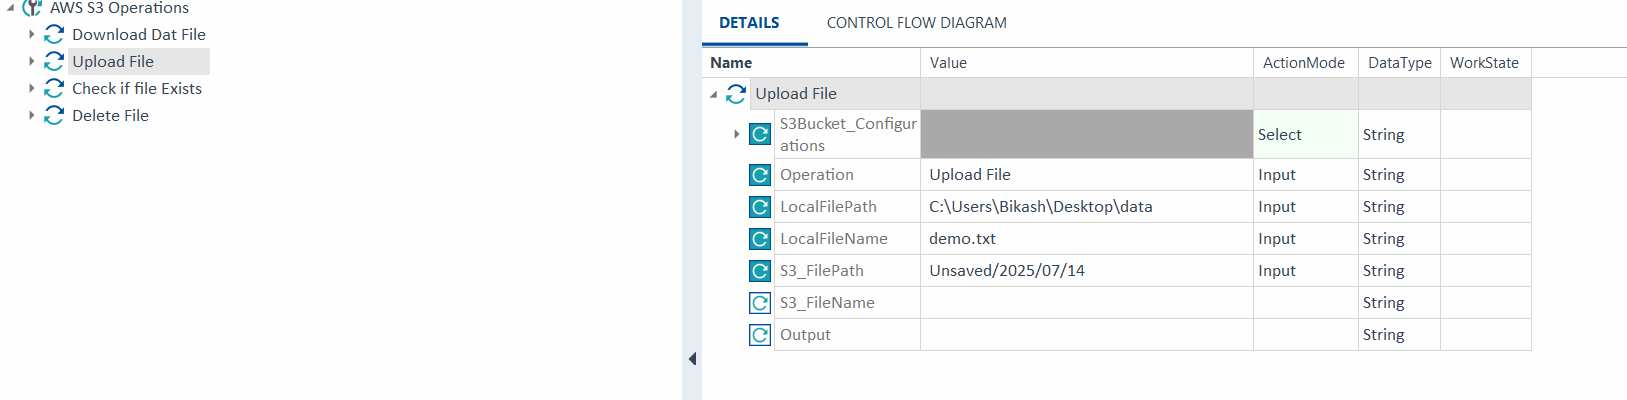 AWS S3 Operations
Download Dat File
Upload File
Check if file Exists
Delete File
DETAILS CONTROL FLOW DIAGRAM
Name Value ActionMode DataType WorkState
Upload File
S3Bucket_Configur
ations Select String
Operation Upload File Input String
LocalFilePath C:\Users\Bikash\Desktop\data Input String
LocalFileName demo.txt Input String
S3_FilePath Unsaved/2025/07/14 Input String
S3_FileName String
Output String